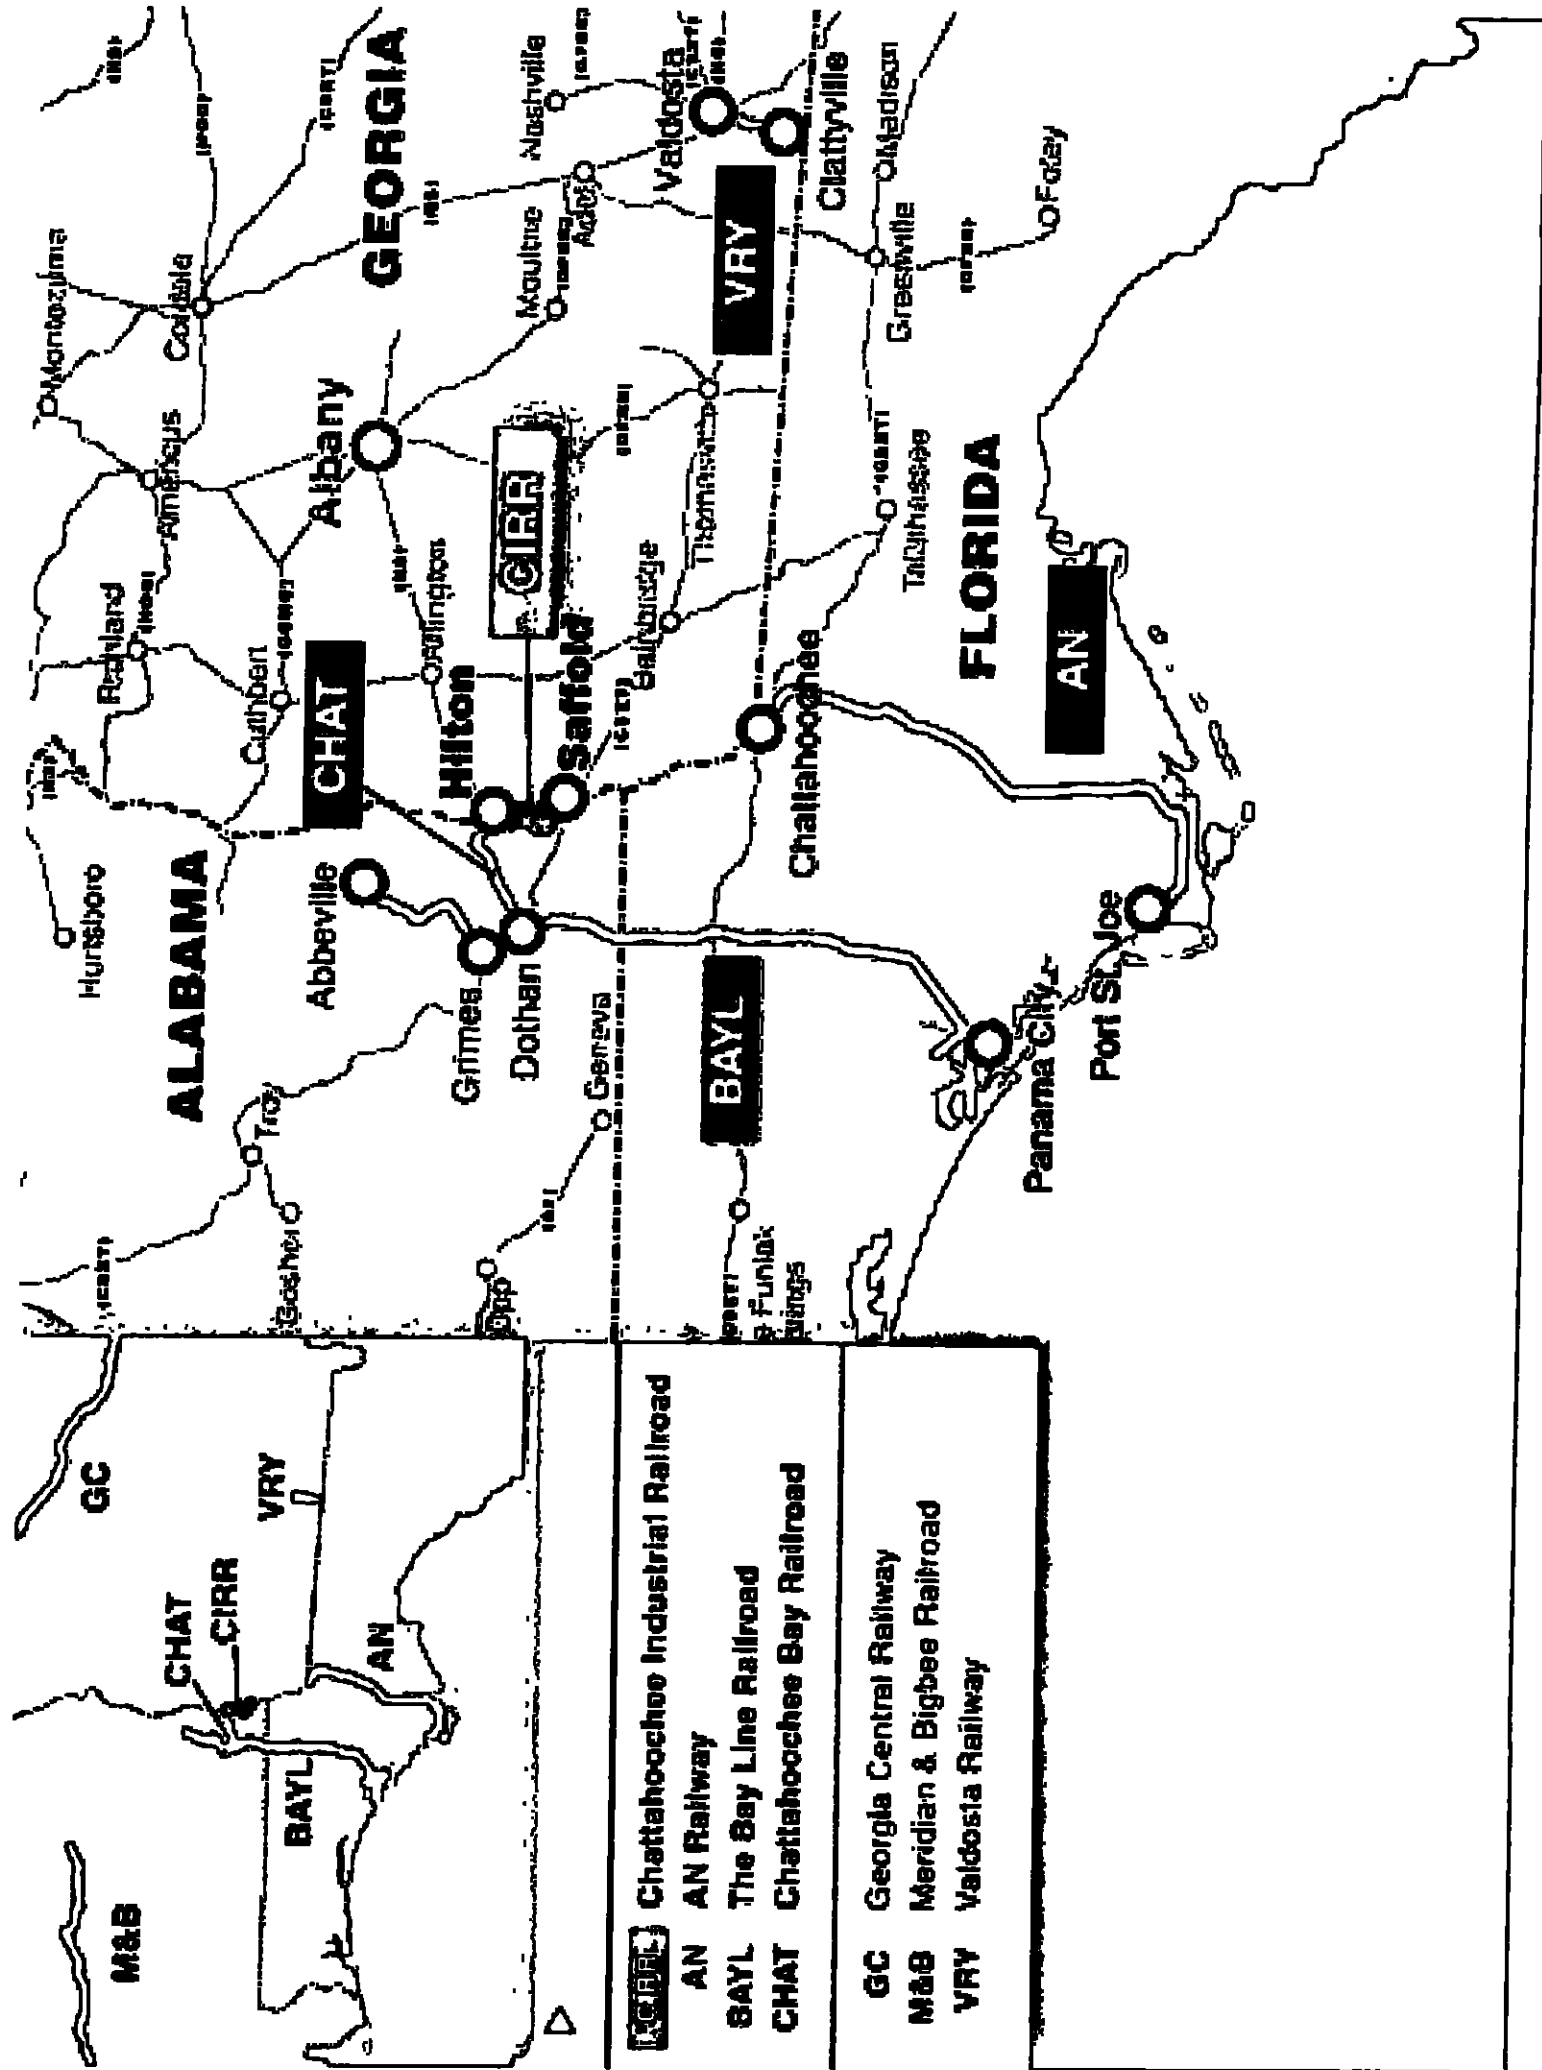 M&B
GC
CHAT
CIRR
VRY
BAYL
AN
Chattahoochee Industrial Railroad
AN AN Railway
BAYL The Bay Line Railroad
CHAT Chattahoochee Bay Railroad
GC Georgia Central Railway
M&B Meridian & Bigbee Railroad
VRY Valdosta Railway
Hurtsboro
Richland
Americus
Montezuma
ALABAMA
Troy
Goshen
Cuthbert
Cordele
GEORGIA
Abbeville
CHAT
Albany
Grimes
Dothan
Hilton
Arlington
CIRR
Moultrie
Adel
Nashville
Opp
Geneva
Saffold
Bainbridge
Valdosta
BAYL
VRY
Clattyville
Funiak
Chattahoochee
Tallahassee
Greenville
Madison
FLORIDA
Panama City
Port St. Joe
AN
Foley